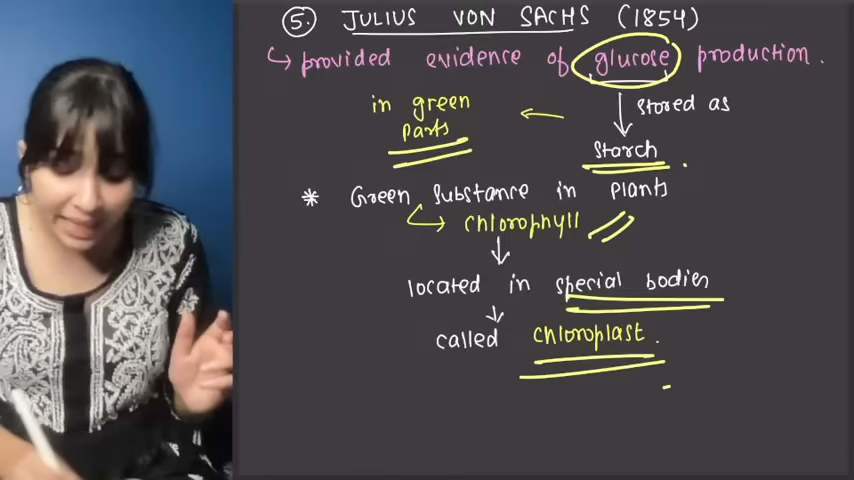 5. JULIUS VON SACHS (1854)
↳ provided evidence of glucose production.
in green ← stored as
parts
starch.
* Green substance in plants
↳ chlorophyll
located in special bodies
called chloroplast.